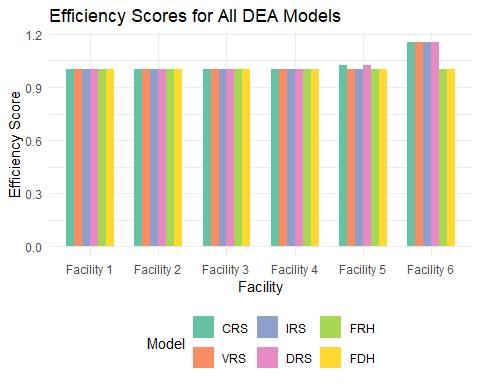 Efficiency Scores for All DEA Models
Efficiency Score
1.2
0.9
0.6
0.3
0.0
Facility 1 Facility 2 Facility 3 Facility 4 Facility 5 Facility 6
Facility
Model
CRS IRS FRH
VRS DRS FDH